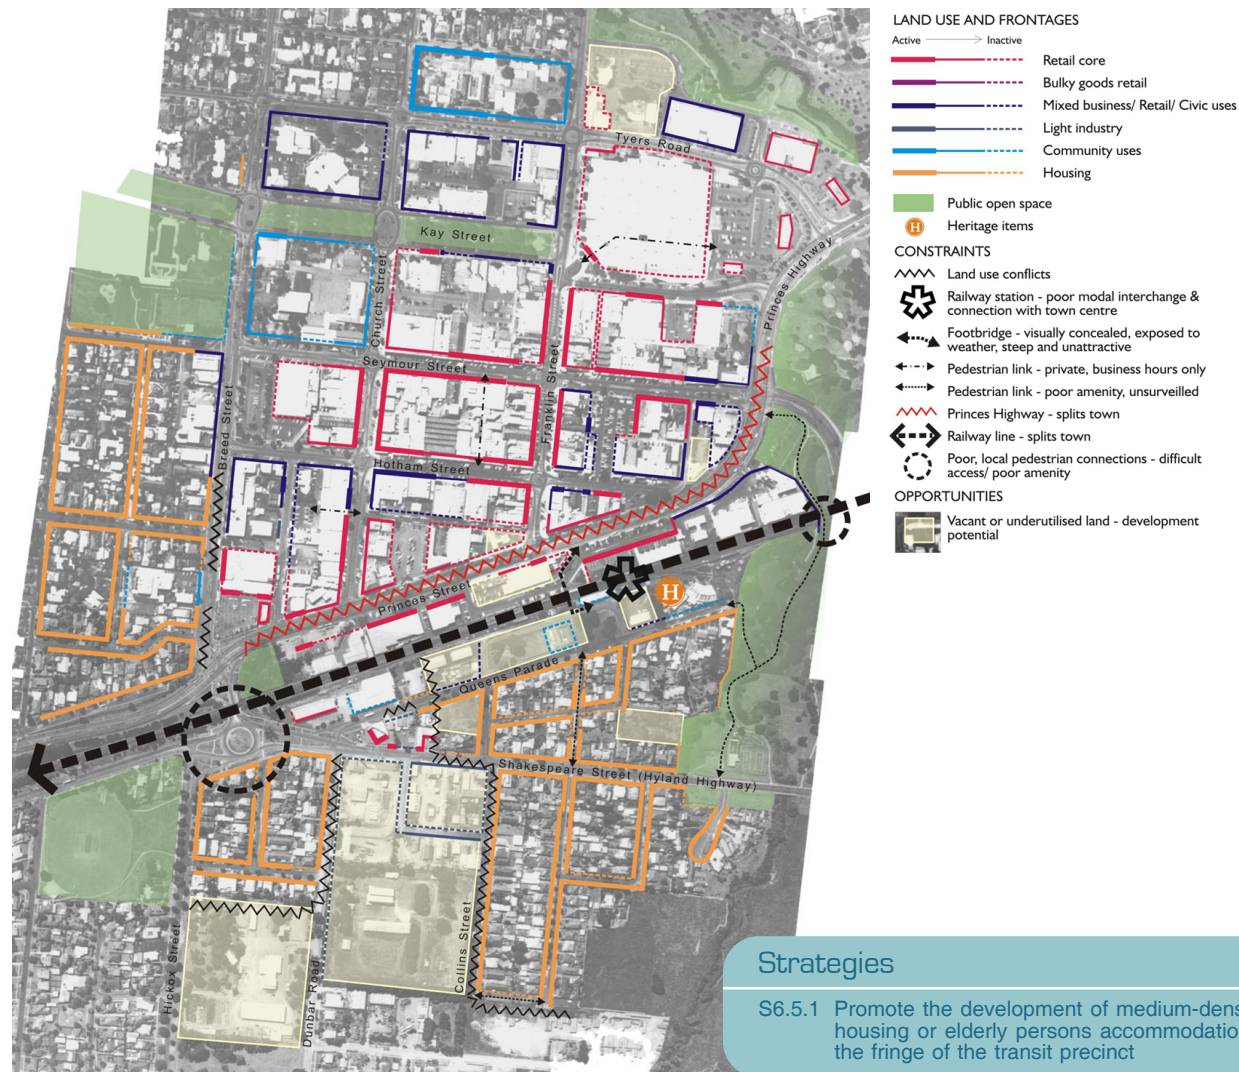 LAND USE AND FRONTAGES
Active
Inactive
Retail core
Bulky goods retail
Mixed business/ Retail/ Civic uses
Light industry
Community uses
Housing
Public open space
H
Heritage items
CONSTRAINTS
Land use conflicts
Railway station - poor modal interchange &
connection with town centre
Footbridge - visually concealed, exposed to
weather, steep and unattractive
Pedestrian link - private, business hours only
Pedestrian link - poor amenity, unsurveilled
Princes Highway - splits town
Railway line - splits town
Poor, local pedestrian connections - difficult
access/ poor amenity
OPPORTUNITIES
Vacant or underutilised land - development
potential
Tyers Road
Kay Street
Princes Highway
Church Street
Seymour Street
Franklin Street
Breed Street
Hotham Street
Princes Street
H
Queens Parade
Shakespeare Street (Hyland Highway)
Collins Street
Hickox Street
Dunbar Road
Strategies
S6.5.1 Promote the development of medium-dens
housing or elderly persons accommodatio
the fringe of the transit precinct